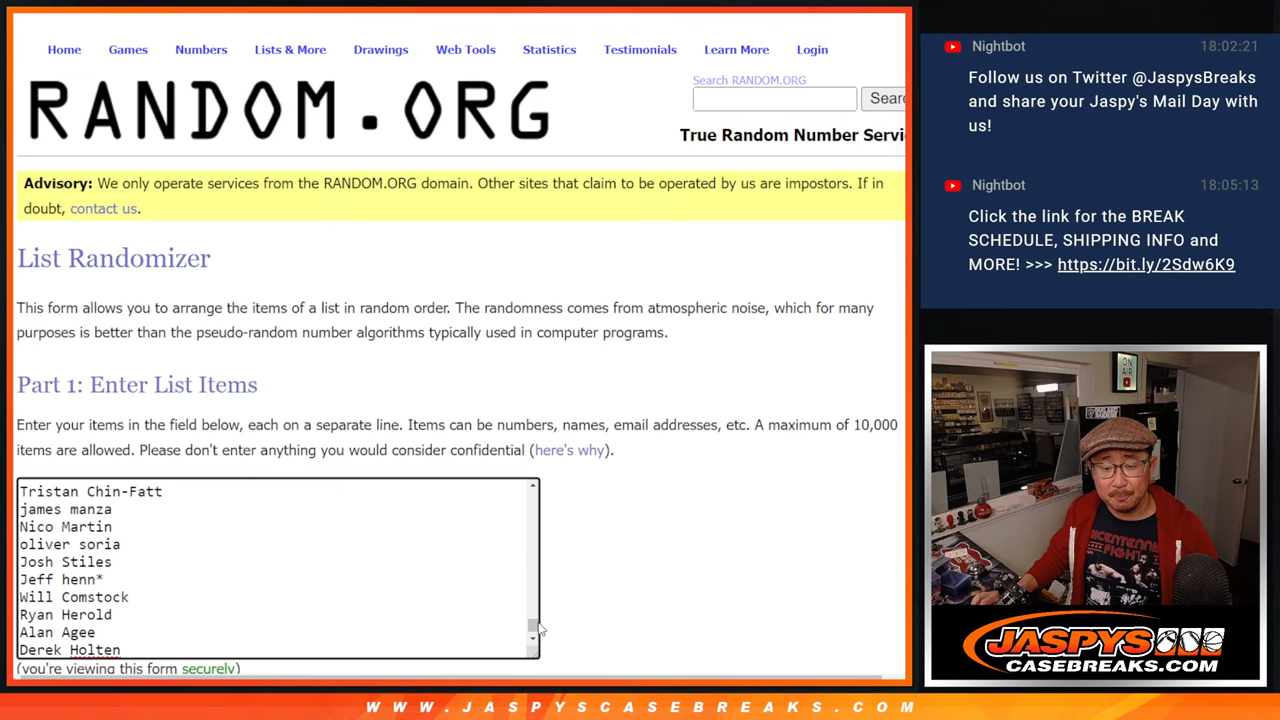 Home Games Numbers Lists & More Drawings Web Tools Statistics Testimonials Learn More Login
Search RANDOM.ORG
RANDOM.ORG
Sear
True Random Number Servi
Advisory: We only operate services from the RANDOM.ORG domain. Other sites that claim to be operated by us are impostors. If in
doubt, contact us.
List Randomizer
This form allows you to arrange the items of a list in random order. The randomness comes from atmospheric noise, which for many
purposes is better than the pseudo-random number algorithms typically used in computer programs.
Part 1: Enter List Items
Enter your items in the field below, each on a separate line. Items can be numbers, names, email addresses, etc. A maximum of 10,000
items are allowed. Please don't enter anything you would consider confidential (here's why).
Tristan Chin-Fatt
james manza
Nico Martin
oliver soria
Josh Stiles
Jeff henn*
Will Comstock
Ryan Herold
Alan Agee
Derek Holten
(you're viewing this form securely)
Nightbot 18:02:21
Follow us on Twitter @JaspysBreaks
and share your Jaspy's Mail Day with
us!
Nightbot 18:05:13
Click the link for the BREAK
SCHEDULE, SHIPPING INFO and
MORE! >>> https://bit.ly/2Sdw6K9
ON
AIR
BICENTENNIAL
FIGHT
JASPYS
CASEBREAKS.COM
WWW.JASPYSCASEBREAKS.COM